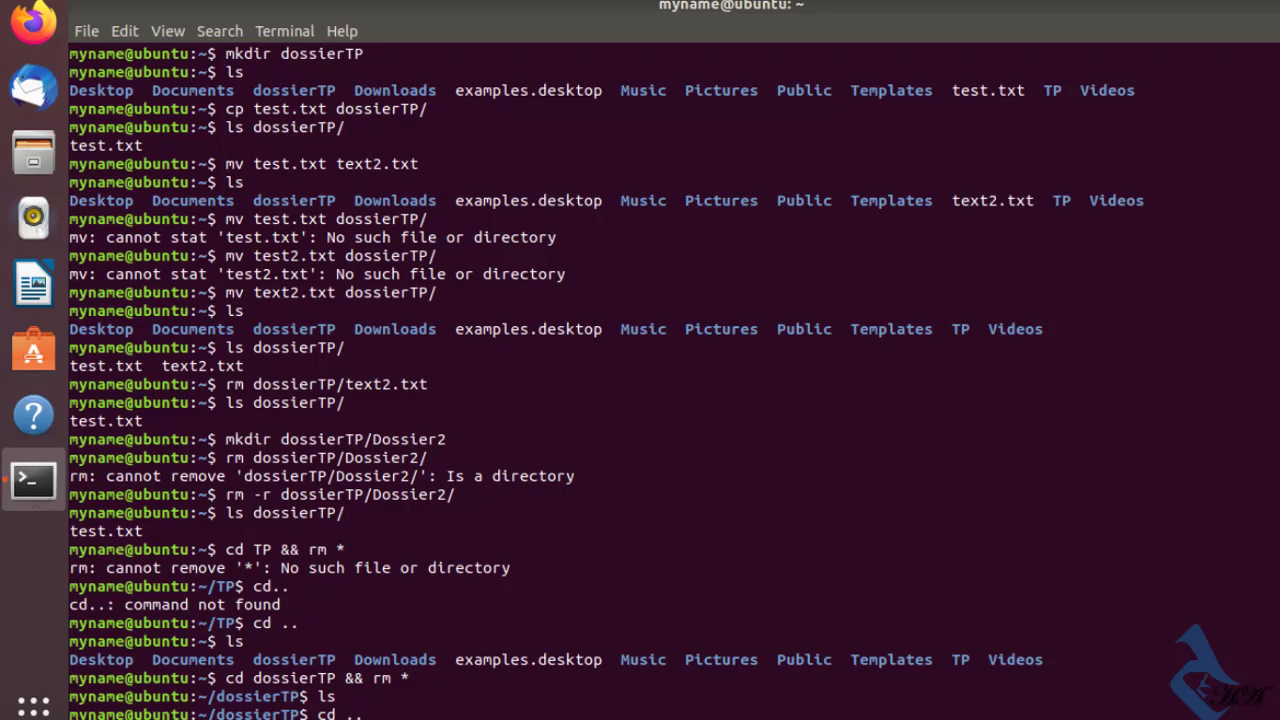 myname@ubuntu: ~
File Edit View Search Terminal Help
myname@ubuntu:~$ mkdir dossierTP
myname@ubuntu:~$ ls
Desktop Documents dossierTP Downloads examples.desktop Music Pictures Public Templates test.txt TP Videos
myname@ubuntu:~$ cp test.txt dossierTP/
myname@ubuntu:~$ ls dossierTP/
test.txt
myname@ubuntu:~$ mv test.txt text2.txt
myname@ubuntu:~$ ls
Desktop Documents dossierTP Downloads examples.desktop Music Pictures Public Templates text2.txt TP Videos
myname@ubuntu:~$ mv test.txt dossierTP/
mv: cannot stat 'test.txt': No such file or directory
myname@ubuntu:~$ mv test2.txt dossierTP/
mv: cannot stat 'test2.txt': No such file or directory
myname@ubuntu:~$ mv text2.txt dossierTP/
myname@ubuntu:~$ ls
Desktop Documents dossierTP Downloads examples.desktop Music Pictures Public Templates TP Videos
myname@ubuntu:~$ ls dossierTP/
test.txt text2.txt
myname@ubuntu:~$ rm dossierTP/text2.txt
myname@ubuntu:~$ ls dossierTP/
test.txt
myname@ubuntu:~$ mkdir dossierTP/Dossier2
myname@ubuntu:~$ rm dossierTP/Dossier2/
rm: cannot remove 'dossierTP/Dossier2/': Is a directory
myname@ubuntu:~$ rm -r dossierTP/Dossier2/
myname@ubuntu:~$ ls dossierTP/
test.txt
myname@ubuntu:~$ cd TP && rm *
rm: cannot remove '*': No such file or directory
myname@ubuntu:~/TP$ cd..
cd..: command not found
myname@ubuntu:~/TP$ cd ..
myname@ubuntu:~$ ls
Desktop Documents dossierTP Downloads examples.desktop Music Pictures Public Templates TP Videos
myname@ubuntu:~$ cd dossierTP && rm *
myname@ubuntu:~/dossierTP$ ls
myname@ubuntu:~/dossierTP$ cd ..